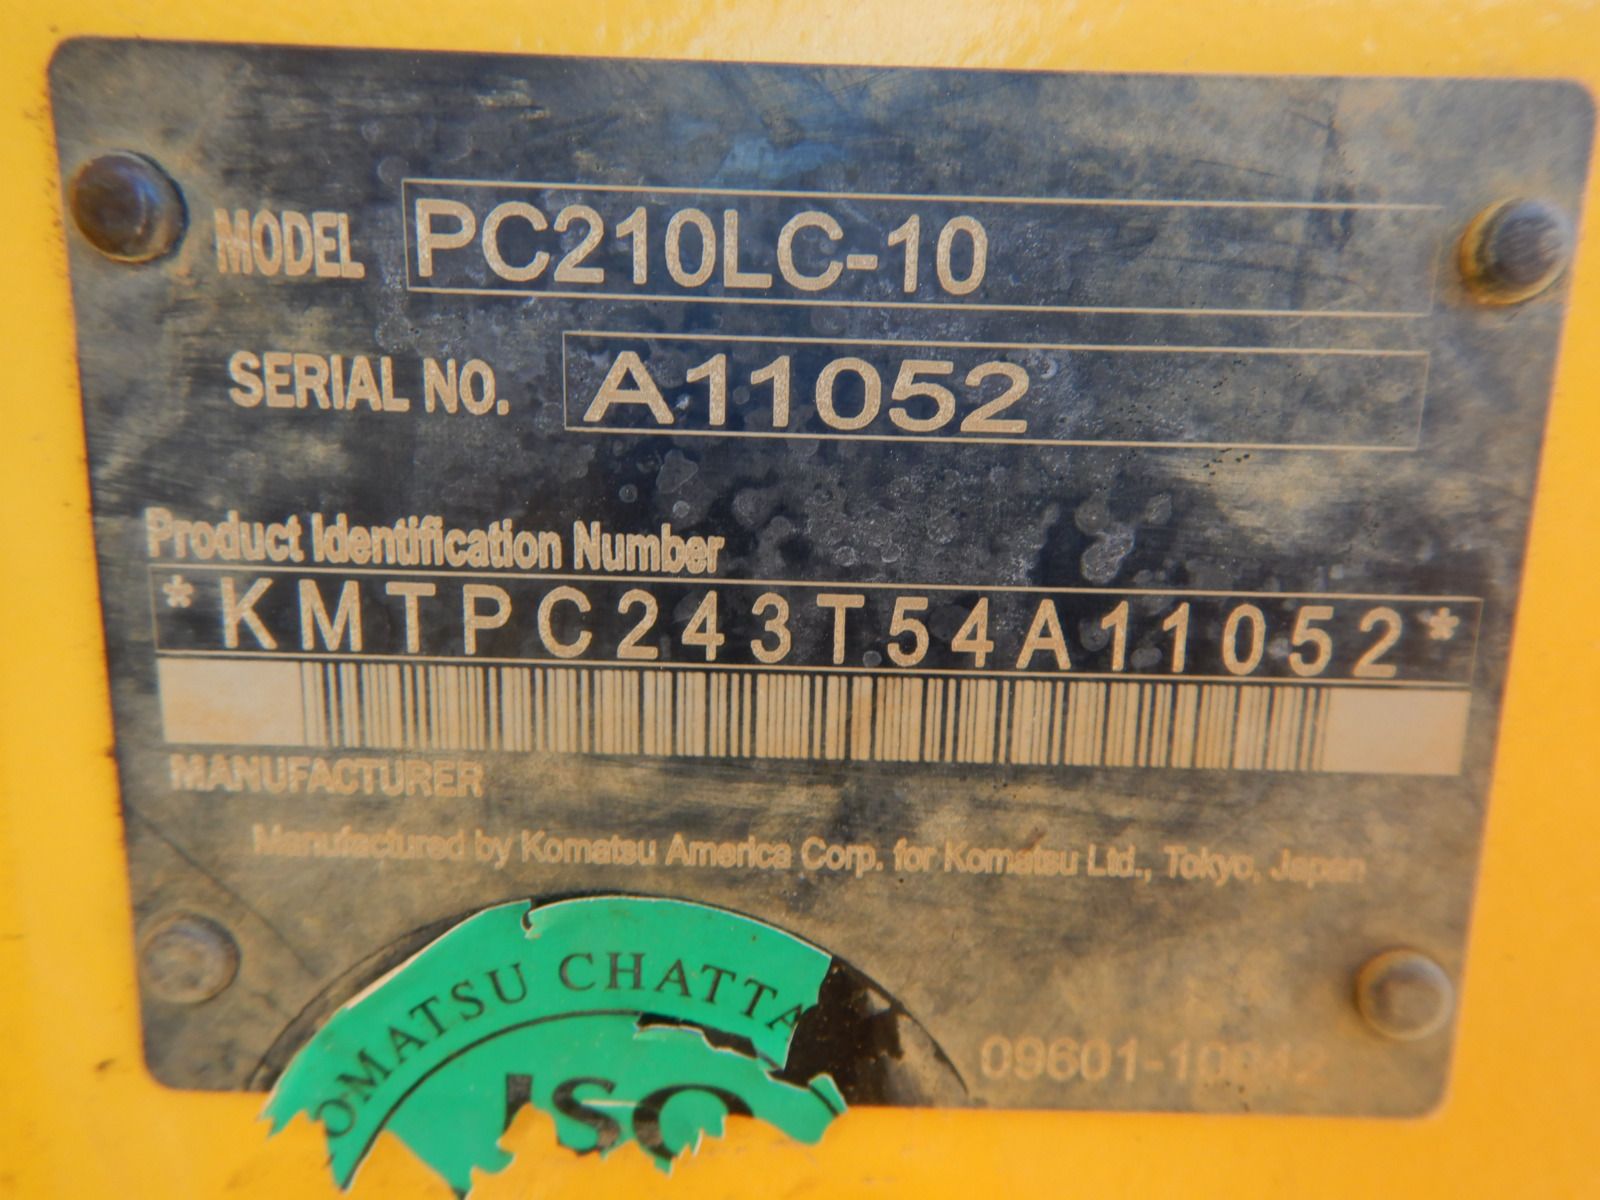 MODEL PC210LC-10
SERIAL NO. A11052
Product Identification Number
*KMTPC243T54A11052*
MANUFACTURER
Manufactured by Komatsu America Corp. for Komatsu Ltd., Tokyo, Japan
OMATSU CHATTA
ISO